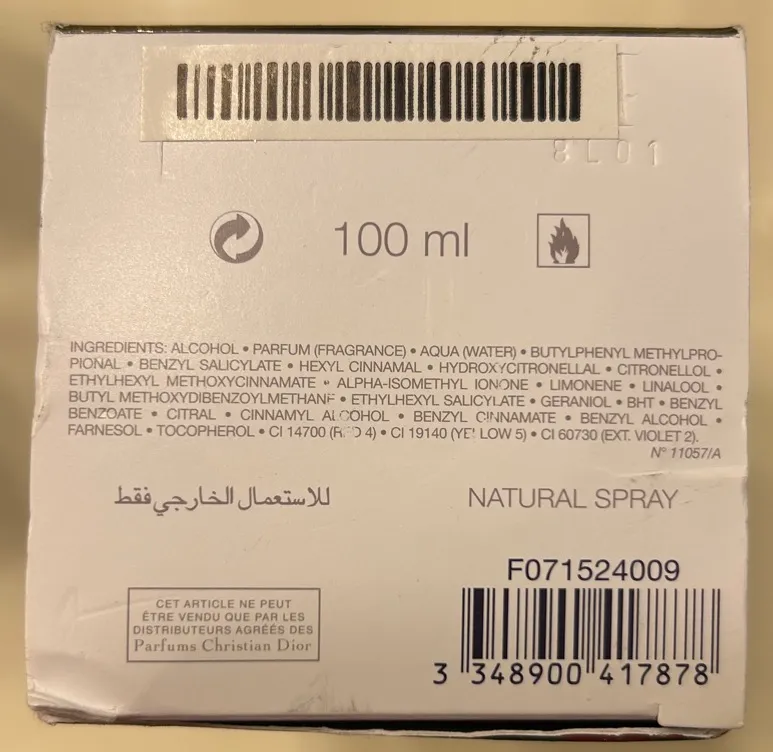 8L01
100 ml
INGREDIENTS: ALCOHOL • PARFUM (FRAGRANCE) • AQUA (WATER) • BUTYLPHENYL METHYLPRO-
PIONAL • BENZYL SALICYLATE • HEXYL CINNAMAL • HYDROXYCITRONELLAL • CITRONELLOL •
ETHYLHEXYL METHOXYCINNAMATE • ALPHA-ISOMETHYL IONONE • LIMONENE • LINALOOL •
BUTYL METHOXYDIBENZOYLMETHANE • ETHYLHEXYL SALICYLATE • GERANIOL • BHT • BENZYL
BENZOATE • CITRAL • CINNAMYL ALCOHOL • BENZYL CINNAMATE • BENZYL ALCOHOL •
FARNESOL • TOCOPHEROL • CI 14700 (RED 4) • CI 19140 (YELLOW 5) • CI 60730 (EXT. VIOLET 2).
N° 11057/A
للاستعمال الخارجي فقط
NATURAL SPRAY
F071524009
CET ARTICLE NE PEUT
ÊTRE VENDU QUE PAR LES
DISTRIBUTEURS AGRÉÉS DES
Parfums Christian Dior
3 348900 417878